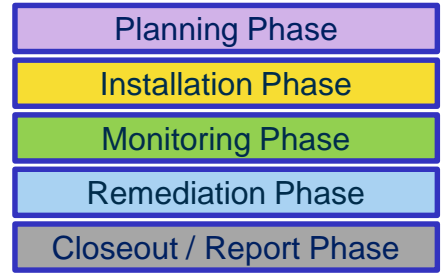 Planning Phase
Installation Phase
Monitoring Phase
Remediation Phase
Closeout / Report Phase